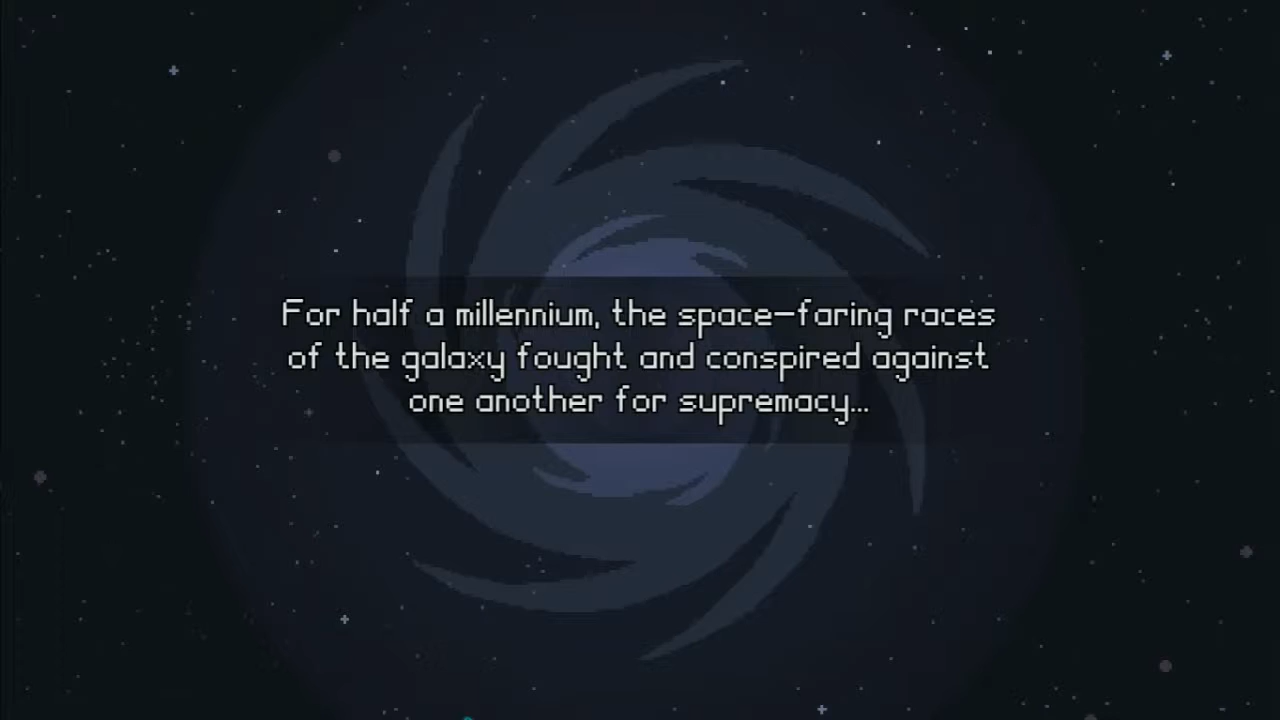 For half a millennium, the space-faring races
of the galaxy fought and conspired against
one another for supremacy...